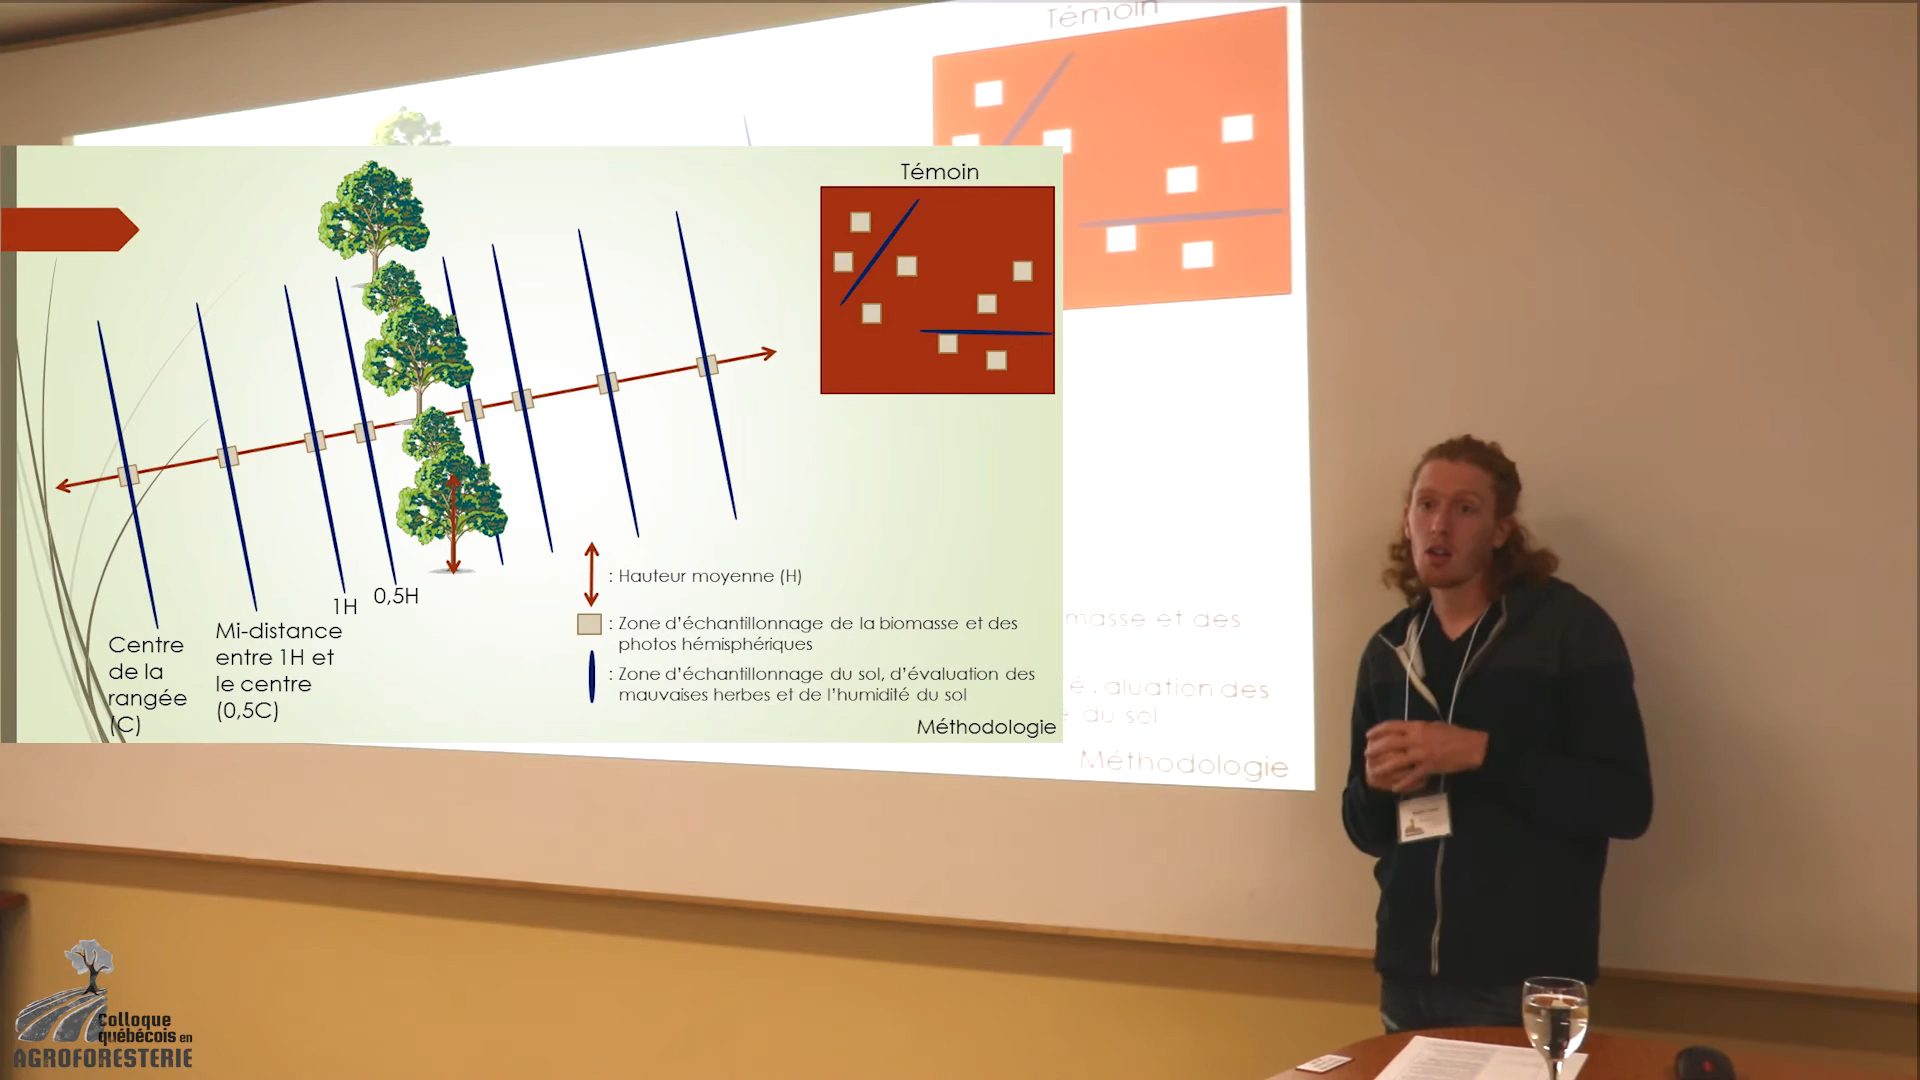 Témoin
Témoin
1H
0,5H
Centre
de la
rangée
(C)
Mi-distance
entre 1H et
le centre
(0,5C)
: Hauteur moyenne (H)
: Zone d'échantillonnage de la biomasse et des
photos hémisphériques
: Zone d'échantillonnage du sol, d'évaluation des
mauvaises herbes et de l'humidité du sol
Méthodologie
masse et des
aluation des
du sol
Méthodologie
Colloque
québécois en
AGROFORESTERIE